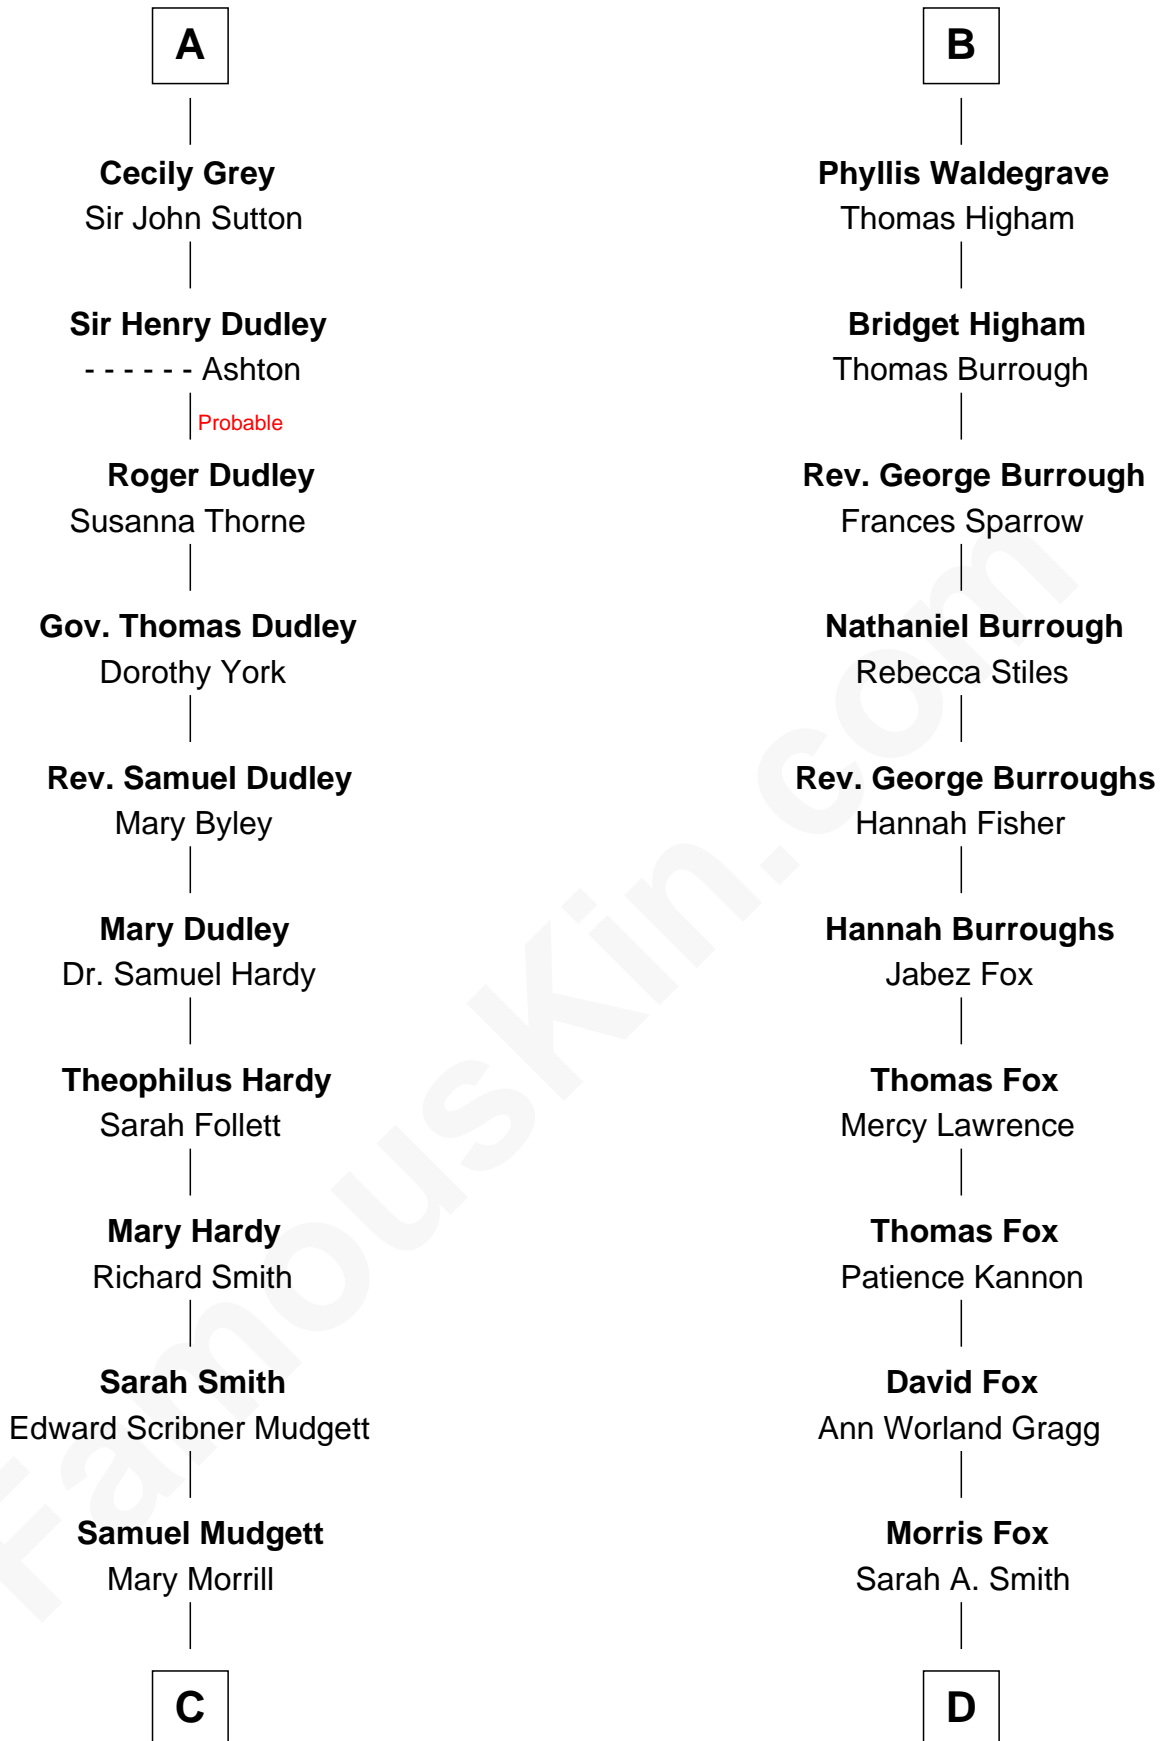 A
Cecily Grey
Sir John Sutton
Sir Henry Dudley
- - - - - - Ashton
Probable
Roger Dudley
Susanna Thorne
Gov. Thomas Dudley
Dorothy York
Rev. Samuel Dudley
Mary Byley
Mary Dudley
Dr. Samuel Hardy
Theophilus Hardy
Sarah Follett
Mary Hardy
Richard Smith
Sarah Smith
Edward Scribner Mudgett
Samuel Mudgett
Mary Morrill
C
B
Phyllis Waldegrave
Thomas Higham
Bridget Higham
Thomas Burrough
Rev. George Burrough
Frances Sparrow
Nathaniel Burrough
Rebecca Stiles
Rev. George Burroughs
Hannah Fisher
Hannah Burroughs
Jabez Fox
Thomas Fox
Mercy Lawrence
Thomas Fox
Patience Kannon
David Fox
Ann Worland Gragg
Morris Fox
Sarah A. Smith
D
FamousKin.com